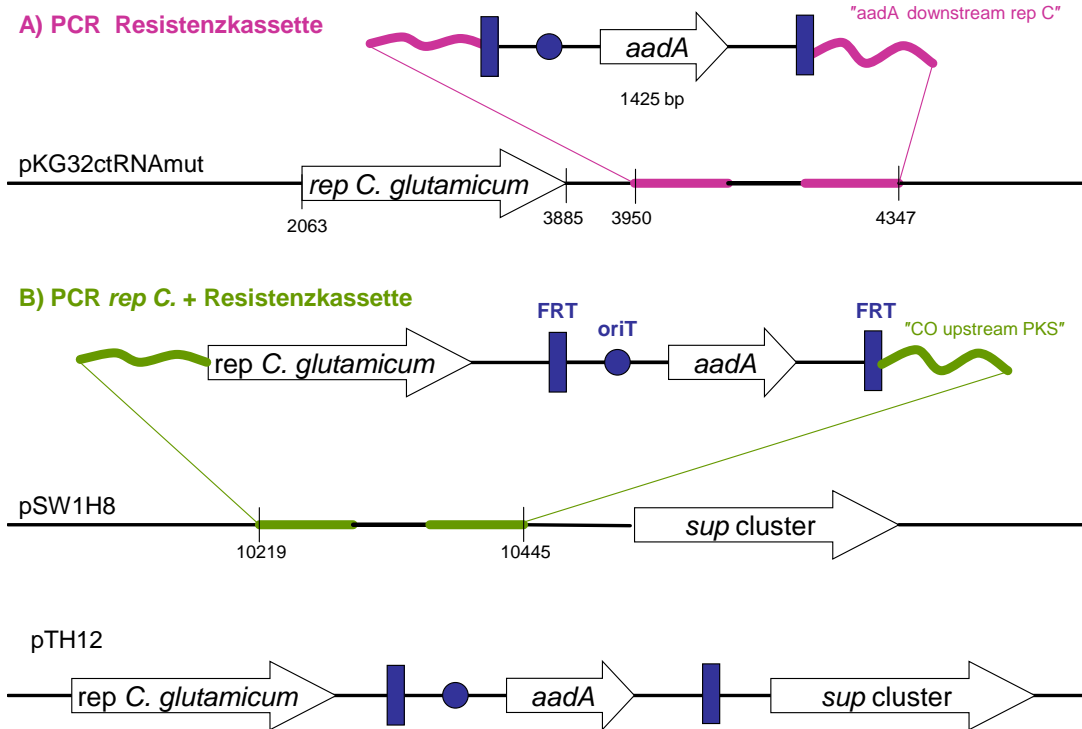 A) PCR Resistenzkassette
"aadA downstream rep C"
aadA
1425 bp
pKG32ctRNAmut
rep C. glutamicum
2063
3885
3950
4347
B) PCR rep C. + Resistenzkassette
FRT
oriT
FRT
"CO upstream PKS"
rep C. glutamicum
aadA
pSW1H8
sup cluster
10219
10445
pTH12
rep C. glutamicum
aadA
sup cluster